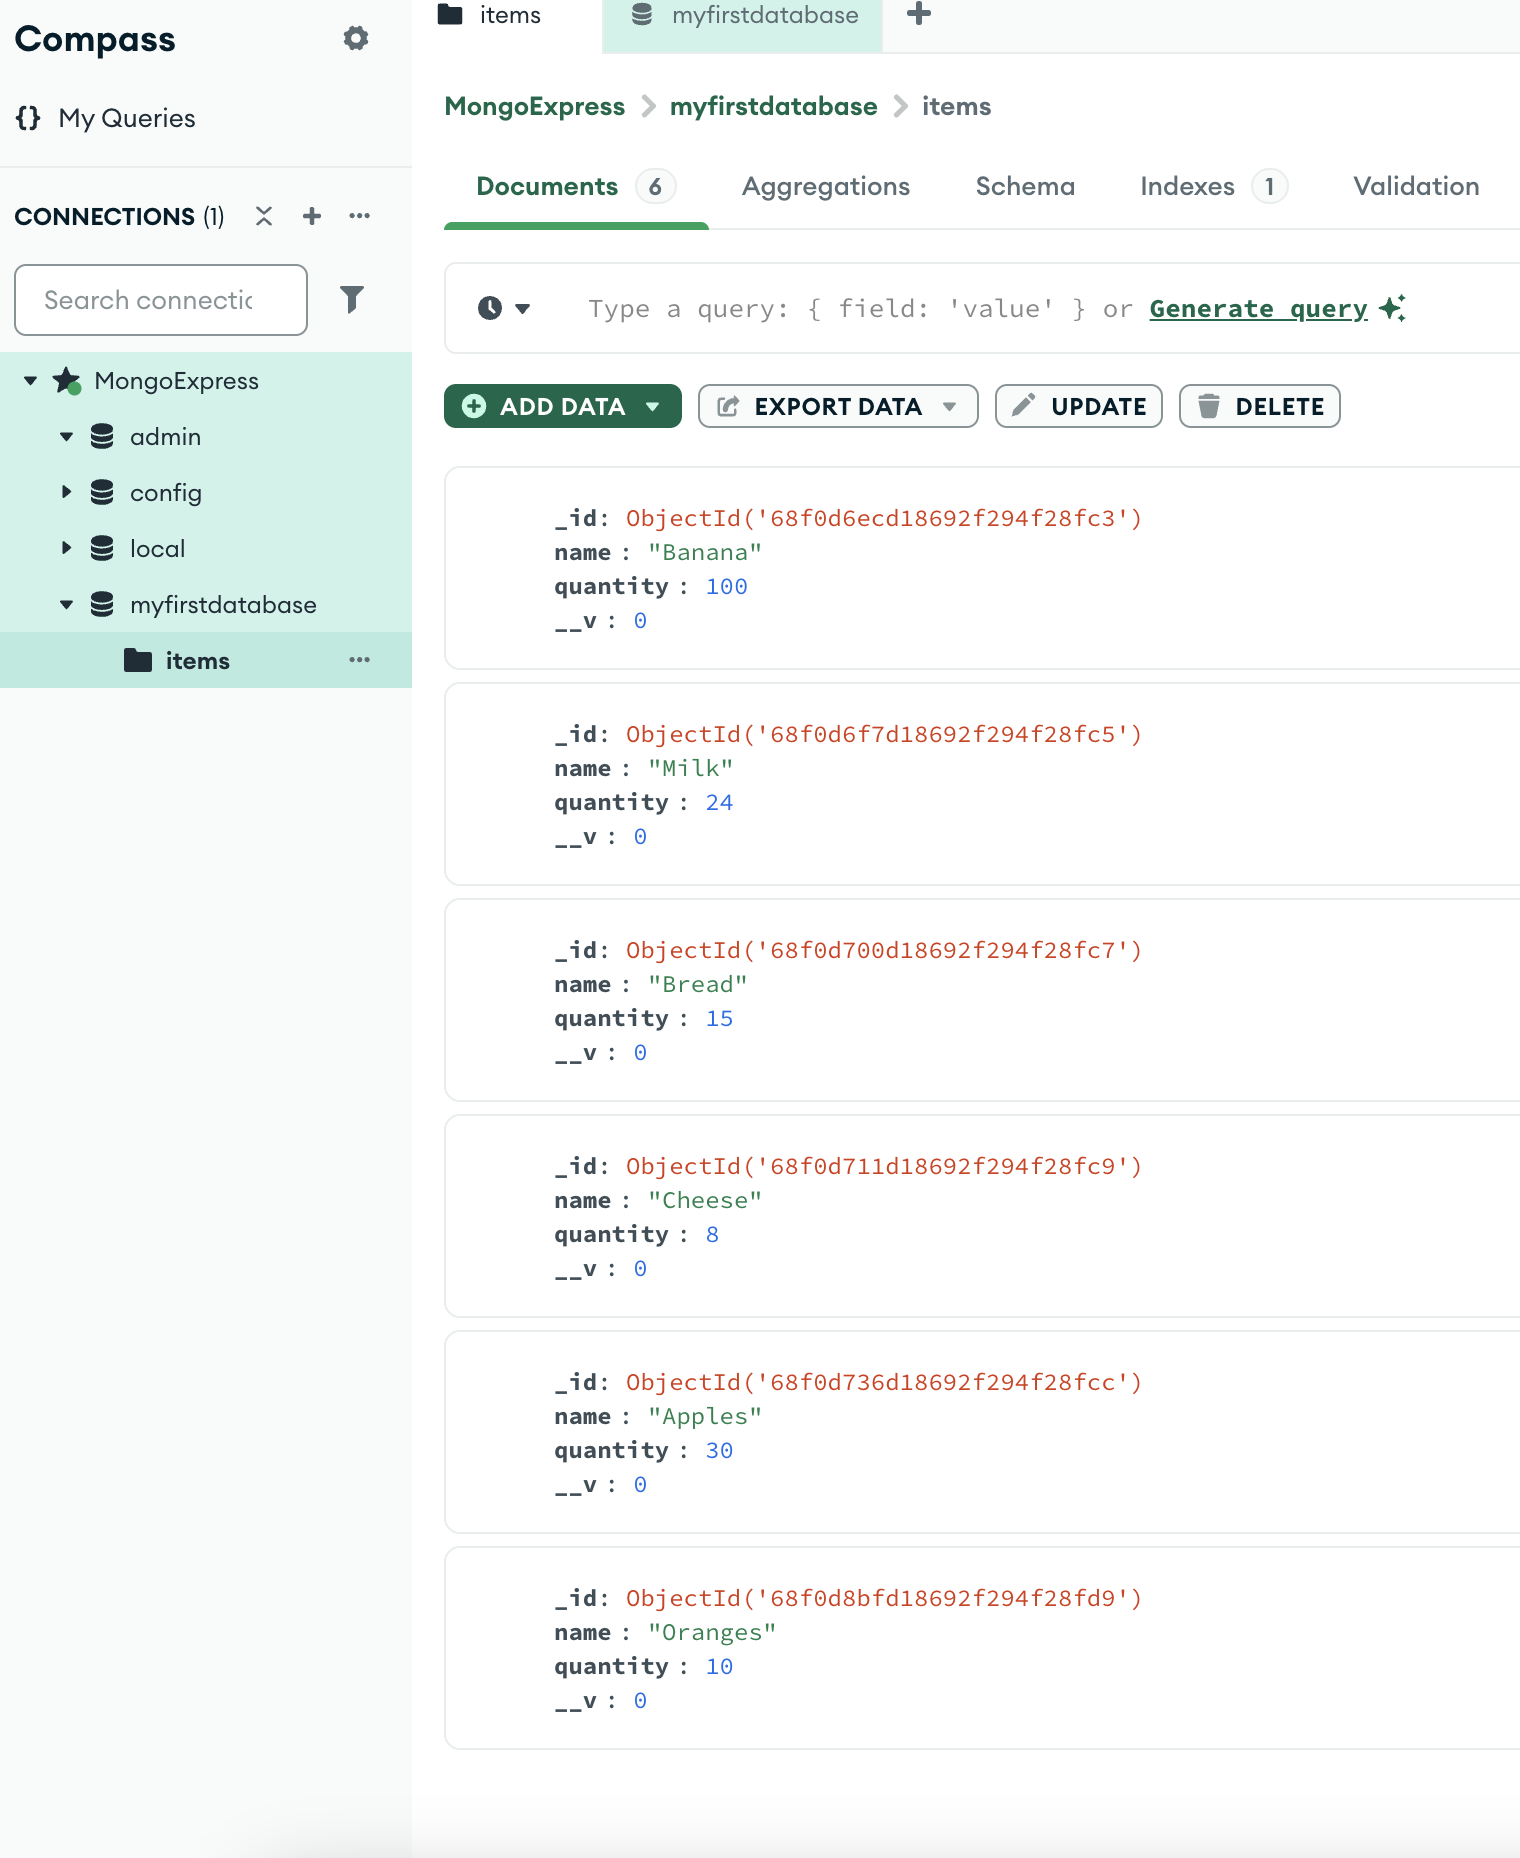 Compass
{} My Queries
CONNECTIONS (1)
Search connectic
MongoExpress
admin
config
local
myfirstdatabase
items
items
myfirstdatabase
MongoExpress > myfirstdatabase > items
Documents 6 Aggregations Schema Indexes 1 Validation
Type a query: { field: 'value' } or Generate query
ADD DATA EXPORT DATA UPDATE DELETE
_id: ObjectId('68f0d6ecd18692f294f28fc3')
name : "Banana"
quantity : 100
__v : 0
_id: ObjectId('68f0d6f7d18692f294f28fc5')
name : "Milk"
quantity : 24
__v : 0
_id: ObjectId('68f0d700d18692f294f28fc7')
name : "Bread"
quantity : 15
__v : 0
_id: ObjectId('68f0d711d18692f294f28fc9')
name : "Cheese"
quantity : 8
__v : 0
_id: ObjectId('68f0d736d18692f294f28fcc')
name : "Apples"
quantity : 30
__v : 0
_id: ObjectId('68f0d8bfd18692f294f28fd9')
name : "Oranges"
quantity : 10
__v : 0